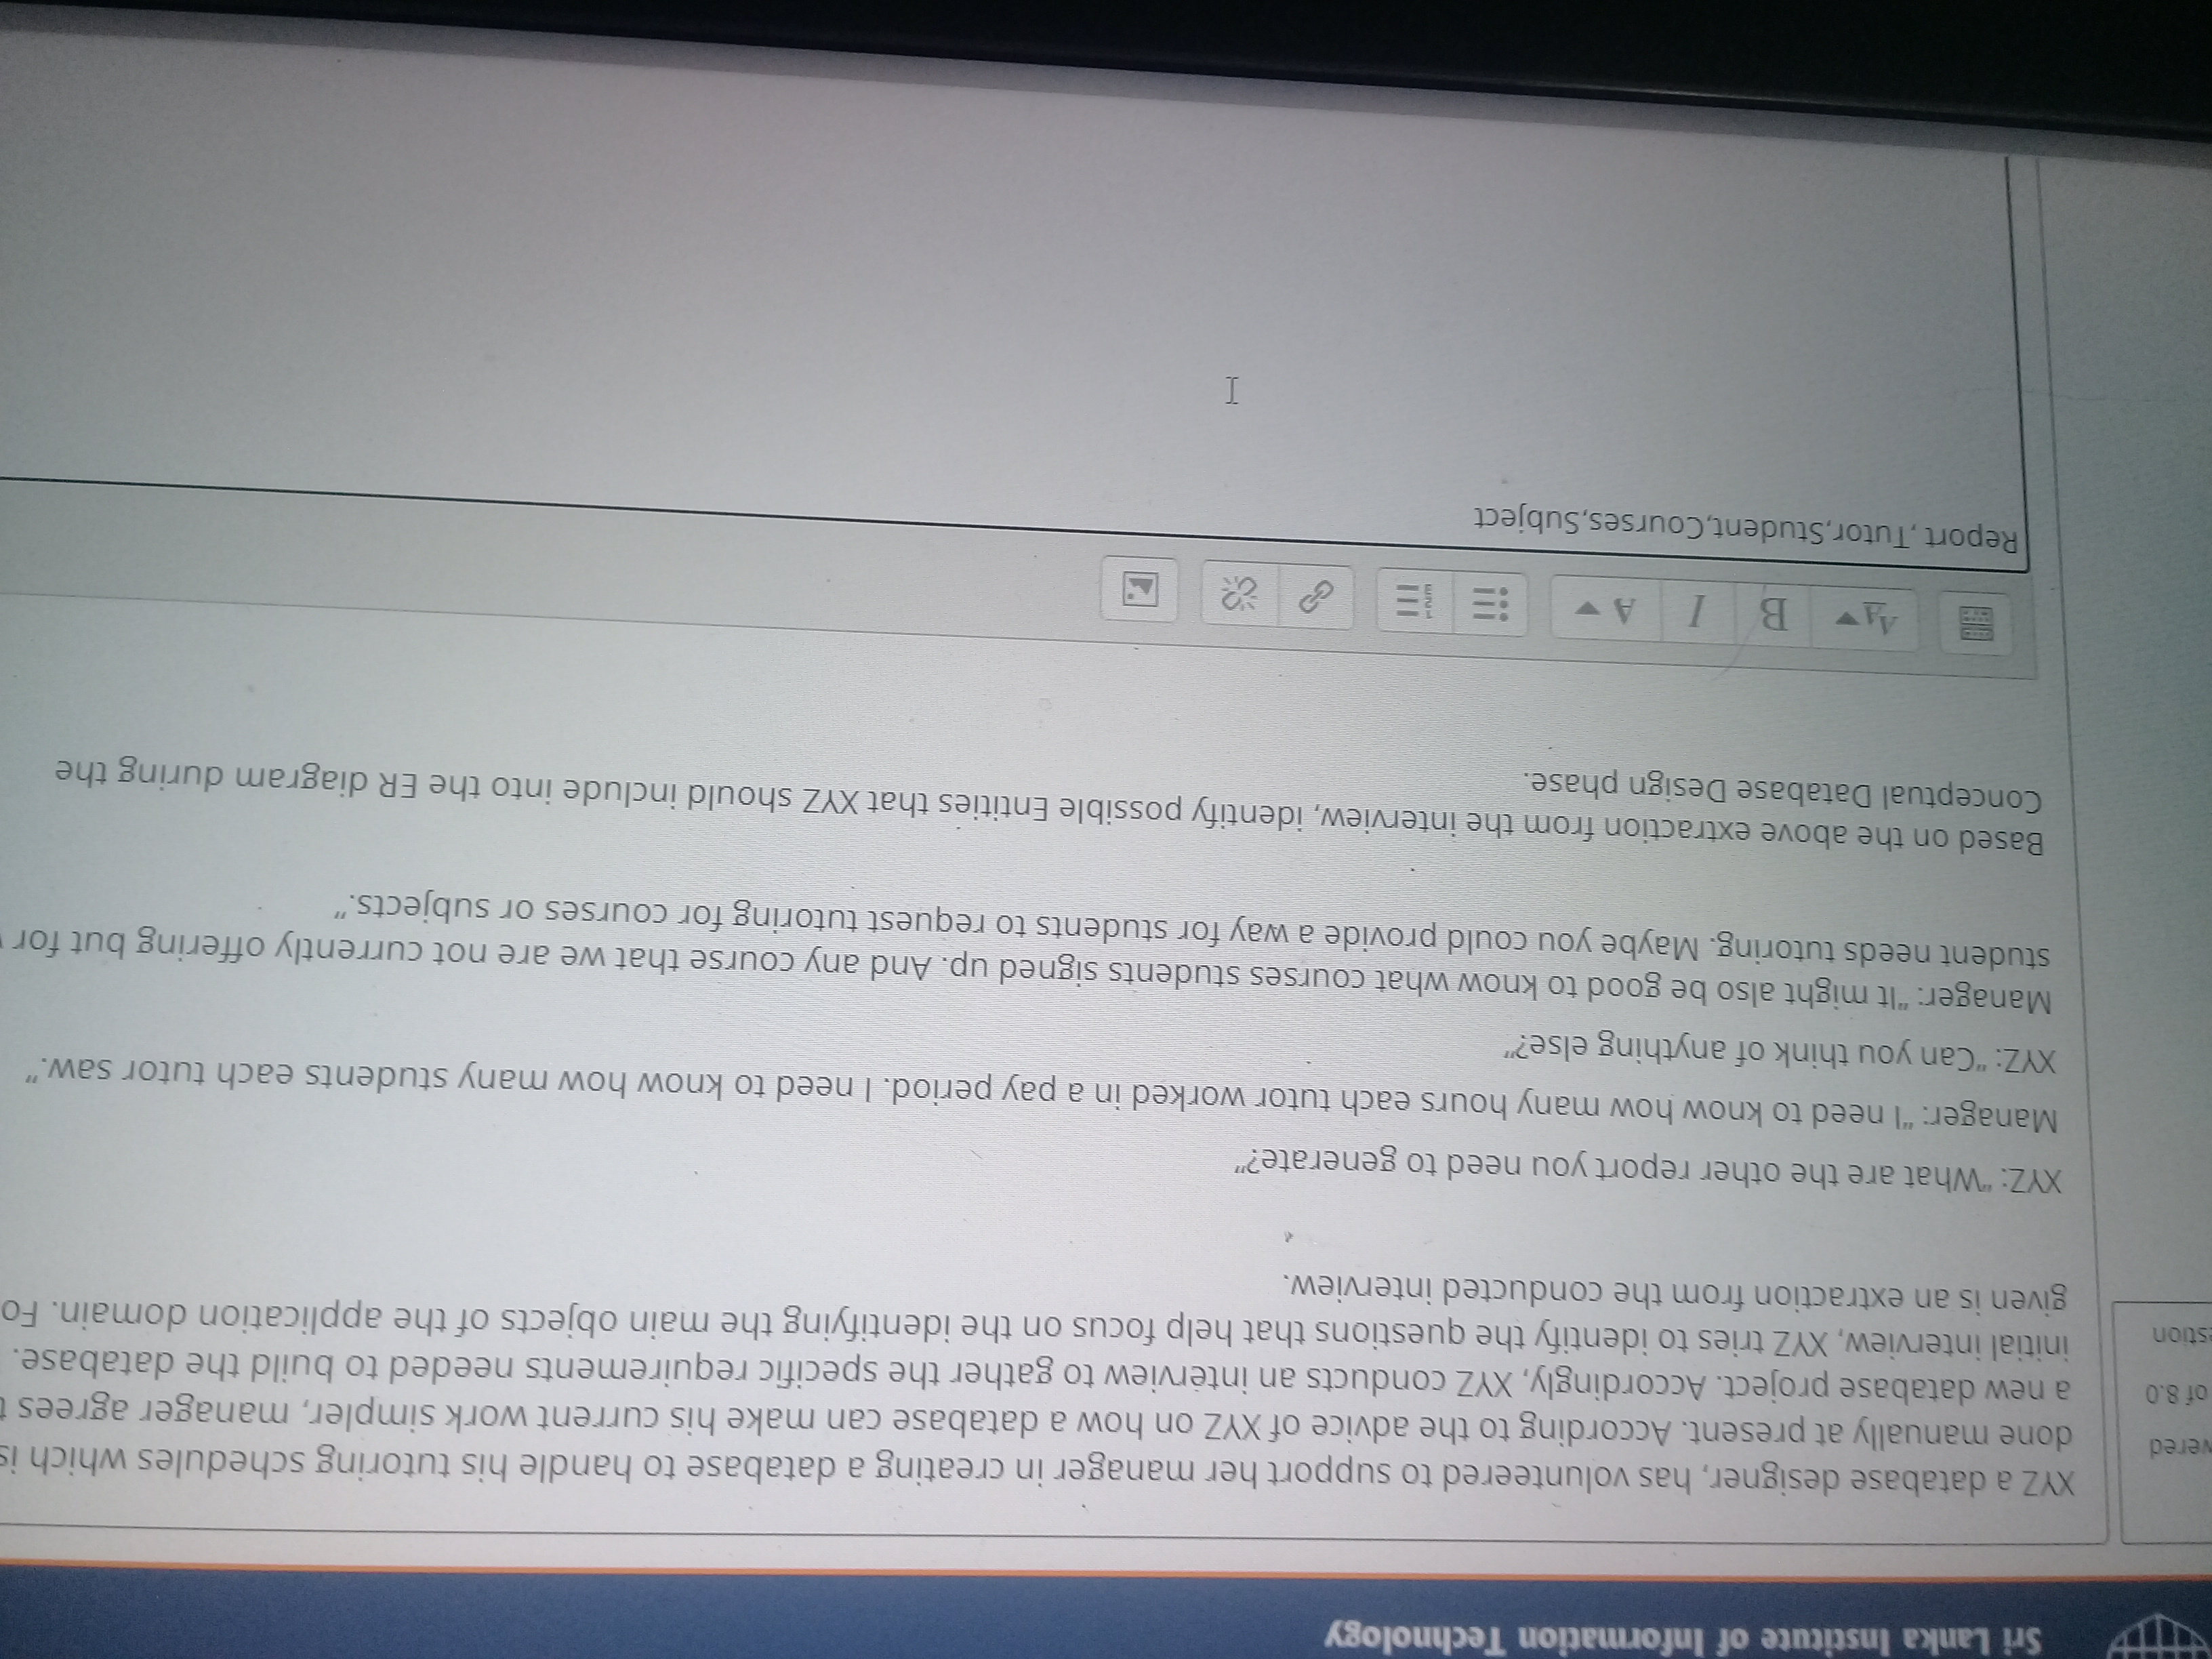 Sri Lanka Institute of Information Technology
of 8.0
XYZ a database designer, has volunteered to support her manager in creating a database to handle his tutoring schedules which is
done manually at present. According to the advice of XYZ on how a database can make his current work simpler, manager agrees
a new database project. Accordingly, XYZ conducts an interview to gather the specific requirements needed to build the database.
initial interview, XYZ tries to identify the questions that help focus on the identifying the main objects of the application domain.
given is an extraction from the conducted interview.
XYZ: “What are the other report you need to generate?”
Manager: “I need to know how many hours each tutor worked in a pay period. I need to know how many students each tutor saw.”
XYZ: “Can you think of anything else?”
Manager: “It might also be good to know what courses students signed up. And any course that we are not currently offering but for
student needs tutoring. Maybe you could provide a way for students to request tutoring for courses or subjects.”
Based on the above extraction from the interview, identify possible Entities that XYZ should include into the ER diagram during the
Conceptual Database Design phase.
B I A
Report ,Tutor,Student,Courses,Subject